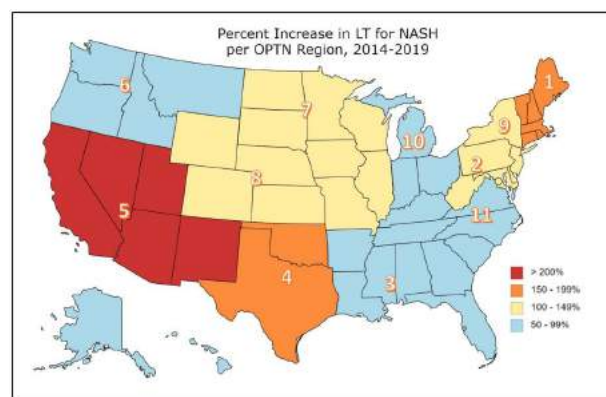 Percent Increase in LT for NASH
per OPTN Region, 2014-2019
1
6
7
9
10
2
8
5
11
4
3
> 200%
150 - 199%
100 - 149%
50 - 99%